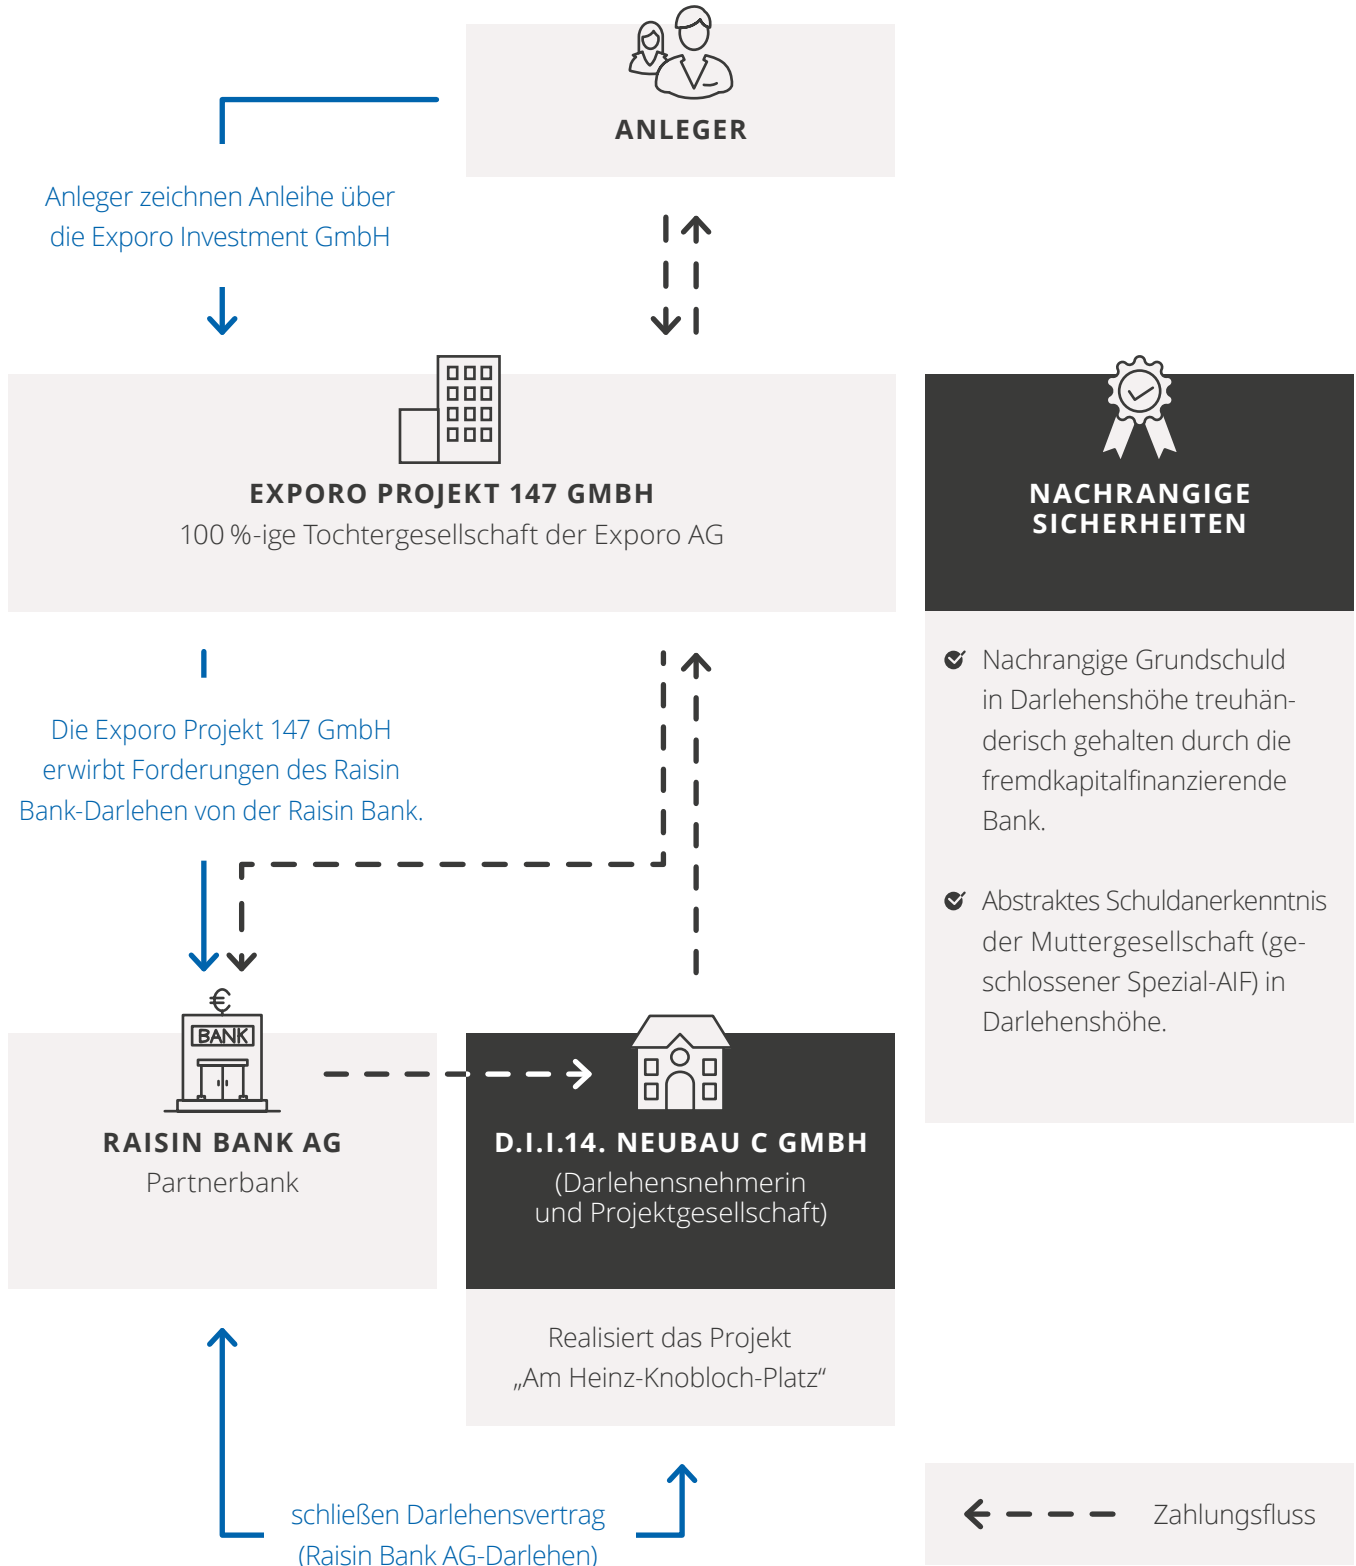 ANLEGER
Anleger zeichnen Anleihe über
die Exporo Investment GmbH
EXPORO PROJEKT 147 GMBH
100 %-ige Tochtergesellschaft der Exporo AG
NACHRANGIGE
SICHERHEITEN
Nachrangige Grundschuld
in Darlehenshöhe treuhän-
derisch gehalten durch die
fremdkapitalfinanzierende
Bank.
Abstraktes Schuldanerkenntnis
der Muttergesellschaft (ge-
schlossener Spezial-AIF) in
Darlehenshöhe.
Die Exporo Projekt 147 GmbH
erwirbt Forderungen des Raisin
Bank-Darlehen von der Raisin Bank.
€
BANK
RAISIN BANK AG
Partnerbank
D.I.I.14. NEUBAU C GMBH
(Darlehensnehmerin
und Projektgesellschaft)
Realisiert das Projekt
„Am Heinz-Knobloch-Platz“
schließen Darlehensvertrag
(Raisin Bank AG-Darlehen)
Zahlungsfluss